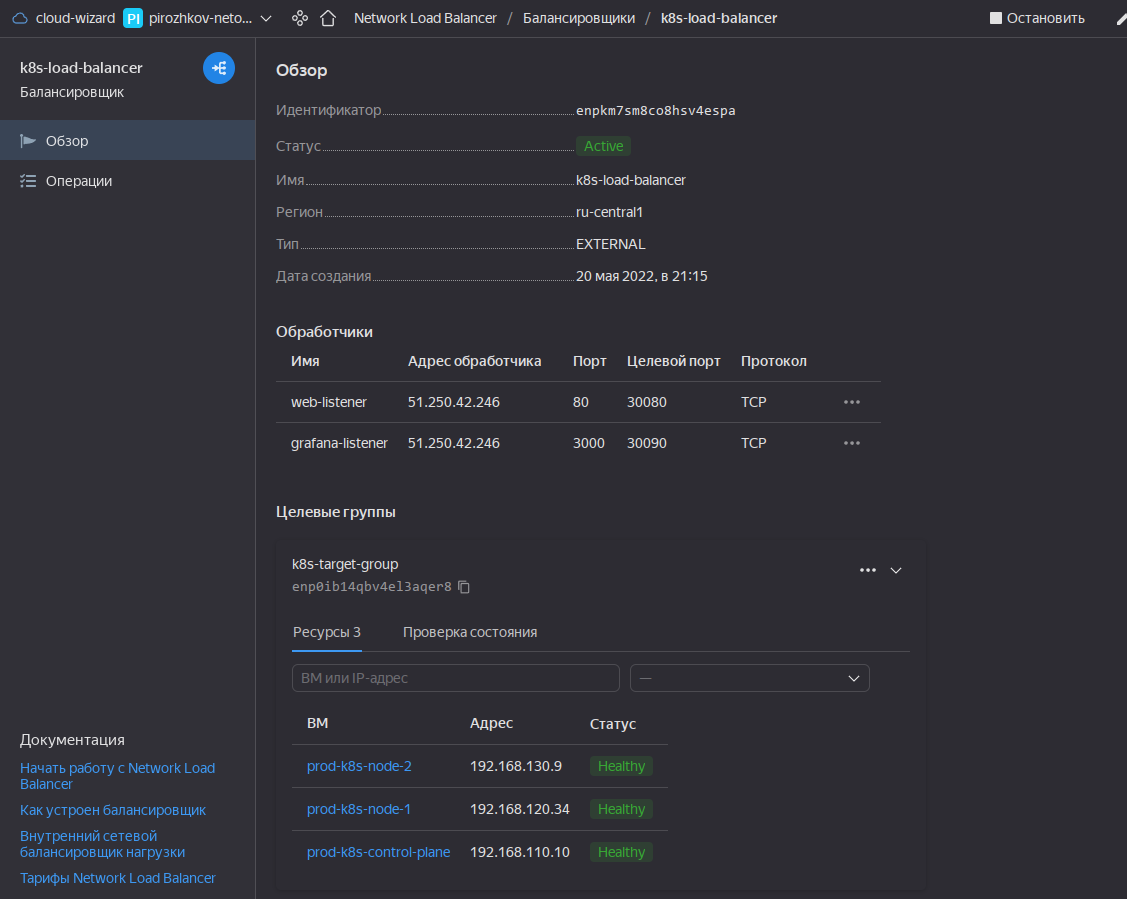 cloud-wizard PI pirozhkov-neto... Network Load Balancer / Балансировщики / k8s-load-balancer Остановить
k8s-load-balancer
Балансировщик
Обзор
Операции
Документация
Начать работу с Network Load
Balancer
Как устроен балансировщик
Внутренний сетевой
балансировщик нагрузки
Тарифы Network Load Balancer
Обзор
Идентификатор enpkm7sm8co8hsv4espa
Статус Active
Имя k8s-load-balancer
Регион ru-central1
Тип EXTERNAL
Дата создания 20 мая 2022, в 21:15
Обработчики
Имя Адрес обработчика Порт Целевой порт Протокол
web-listener 51.250.42.246 80 30080 TCP
grafana-listener 51.250.42.246 3000 30090 TCP
Целевые группы
k8s-target-group
enp0ib14qbv4el3aqer8
Ресурсы 3 Проверка состояния
ВМ или IP-адрес —
ВМ Адрес Статус
prod-k8s-node-2 192.168.130.9 Healthy
prod-k8s-node-1 192.168.120.34 Healthy
prod-k8s-control-plane 192.168.110.10 Healthy